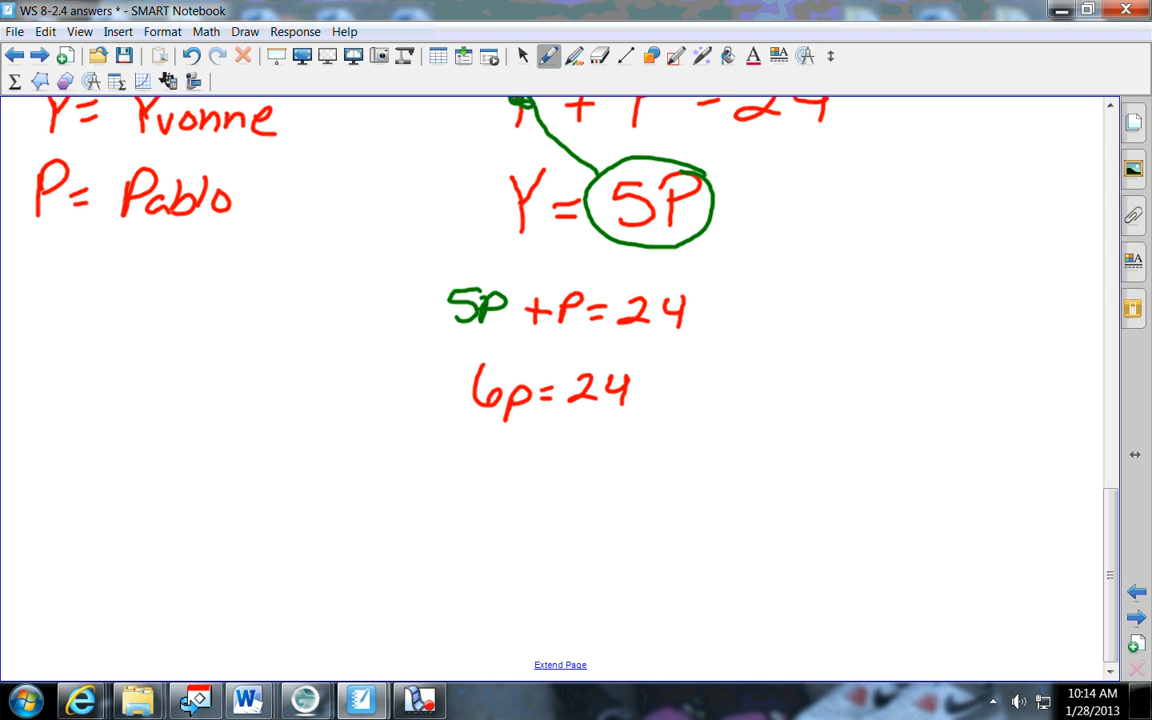 WS 8-2.4 answers * - SMART Notebook
File Edit View Insert Format Math Draw Response Help
Y = Yvonne
Y + P = 24
P = Pablo
Y = 5P
5P + P = 24
6p = 24
Extend Page
10:14 AM
1/28/2013